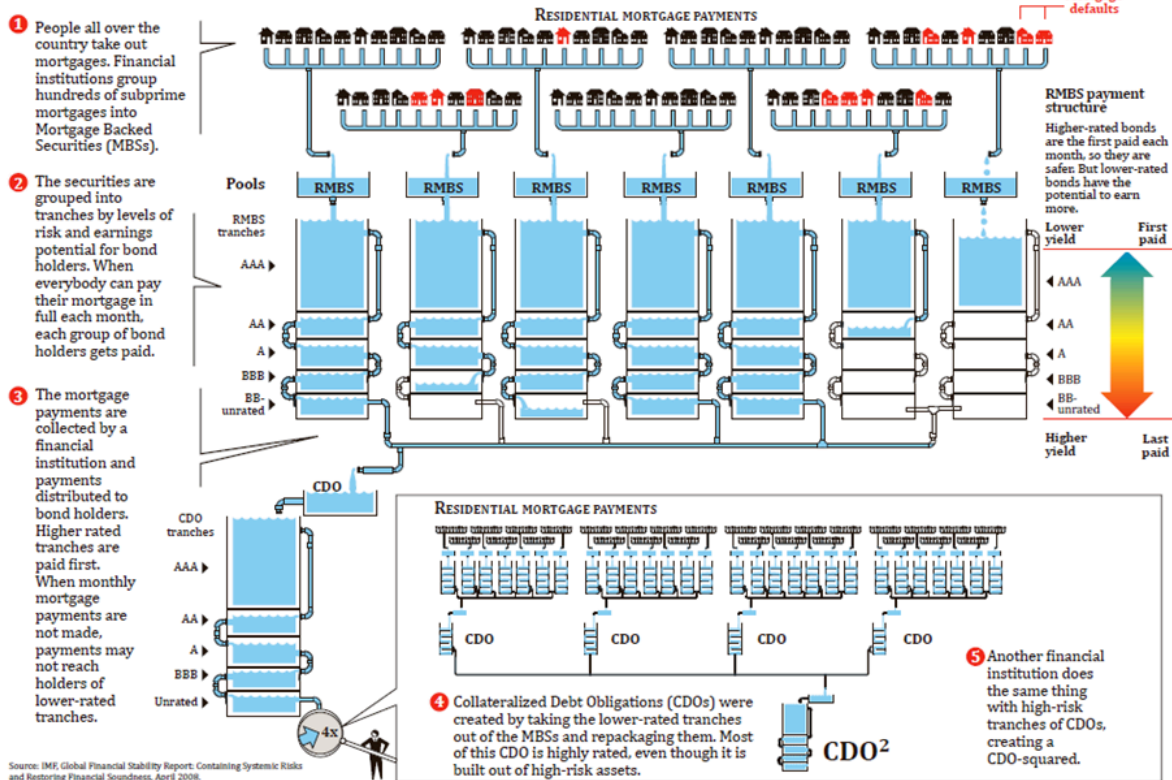 RESIDENTIAL MORTGAGE PAYMENTS
defaults
1 People all over the
country take out
mortgages. Financial
institutions group
hundreds of subprime
mortgages into
Mortgage Backed
Securities (MBSs).
2 The securities are
grouped into
tranches by levels of
risk and earnings
potential for bond
holders. When
everybody can pay
their mortgage in
full each month,
each group of bond
holders gets paid.
3 The mortgage
payments are
collected by a
financial
institution and
payments
distributed to
bond holders.
Higher rated
tranches are
paid first.
When monthly
mortgage
payments are
not made,
payments may
not reach
holders of
lower-rated
tranches.
Pools
RMBS RMBS RMBS RMBS RMBS RMBS RMBS
RMBS
tranches
AAA
AA
A
BBB
BB-
unrated
RMBS payment
structure
Higher-rated bonds
are the first paid each
month, so they are
safer. But lower-rated
bonds have the
potential to earn
more.
Lower First
yield paid
AAA
AA
A
BBB
BB-
unrated
Higher Last
yield paid
CDO
CDO
tranches
AAA
AA
A
BBB
Unrated
4x
RESIDENTIAL MORTGAGE PAYMENTS
CDO CDO CDO CDO
4 Collateralized Debt Obligations (CDOs) were
created by taking the lower-rated tranches
out of the MBSs and repackaging them. Most
of this CDO is highly rated, even though it is
built out of high-risk assets.
CDO²
5 Another financial
institution does
the same thing
with high-risk
tranches of CDOs,
creating a
CDO-squared.
Source: IMF, Global Financial Stability Report: Containing Systemic Risks
and Restoring Financial Soundness, April 2008.